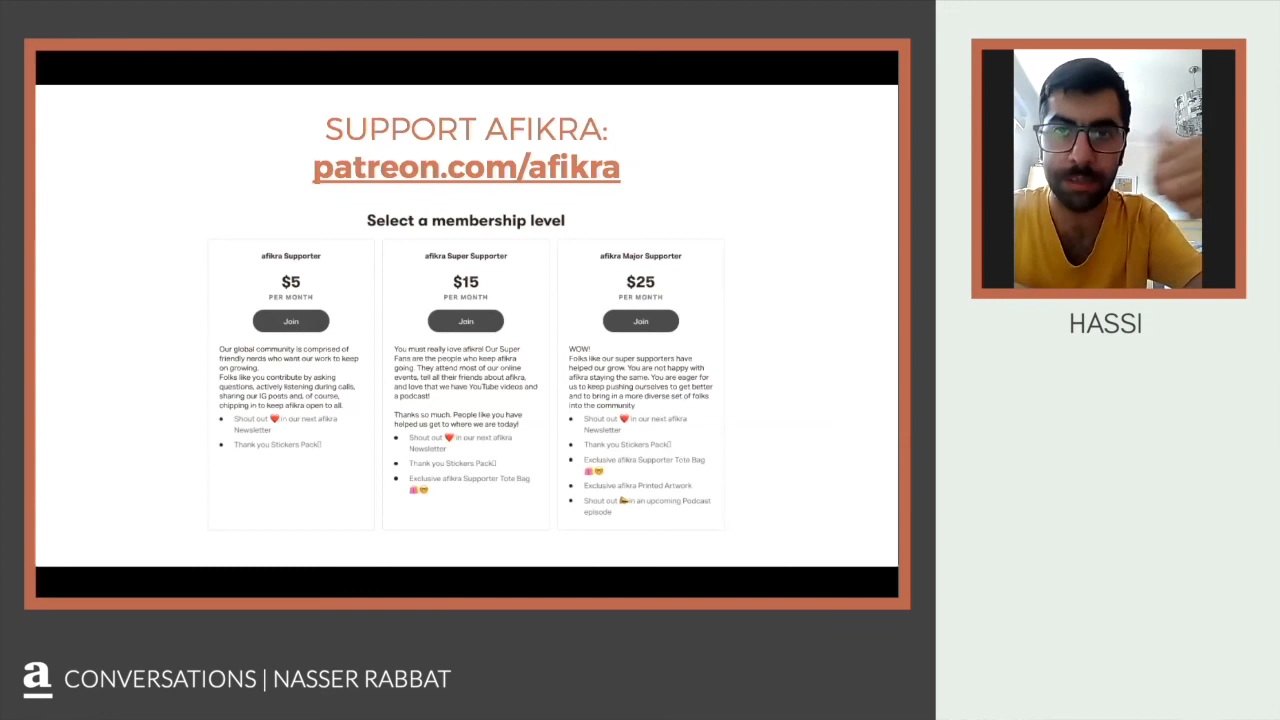 SUPPORT AFIKRA:
patreon.com/afikra
Select a membership level
afikra Supporter
$5
PER MONTH
Join
Our global community is comprised of
friendly nerds who want our work to keep
on growing.
Folks like you contribute by asking
questions, actively listening during calls,
sharing our IG posts and, of course,
chipping in to keep afikra open to all.
Shout out ❤️ in our next afikra
Newsletter
Thank you Stickers Pack
afikra Super Supporter
$15
PER MONTH
Join
You must really love afikra! Our Super
Fans are the people who keep afikra
going. They attend most of our online
events, tell all their friends about afikra,
and love that we have YouTube videos and
a podcast!
Thanks so much. People like you have
helped us get to where we are today!
Shout out ❤️ in our next afikra
Newsletter
Thank you Stickers Pack
Exclusive afikra Supporter Tote Bag
afikra Major Supporter
$25
PER MONTH
Join
WOW!
Folks like our super supporters have
helped our grow. You are not happy with
afikra staying the same. You are eager for
us to keep pushing ourselves to get better
and to bring in a more diverse set of folks
into the community.
Shout out ❤️ in our next afikra
Newsletter
Thank you Stickers Pack
Exclusive afikra Supporter Tote Bag
Exclusive afikra Printed Artwork
Shout out in an upcoming Podcast
episode
HASSI
a CONVERSATIONS | NASSER RABBAT